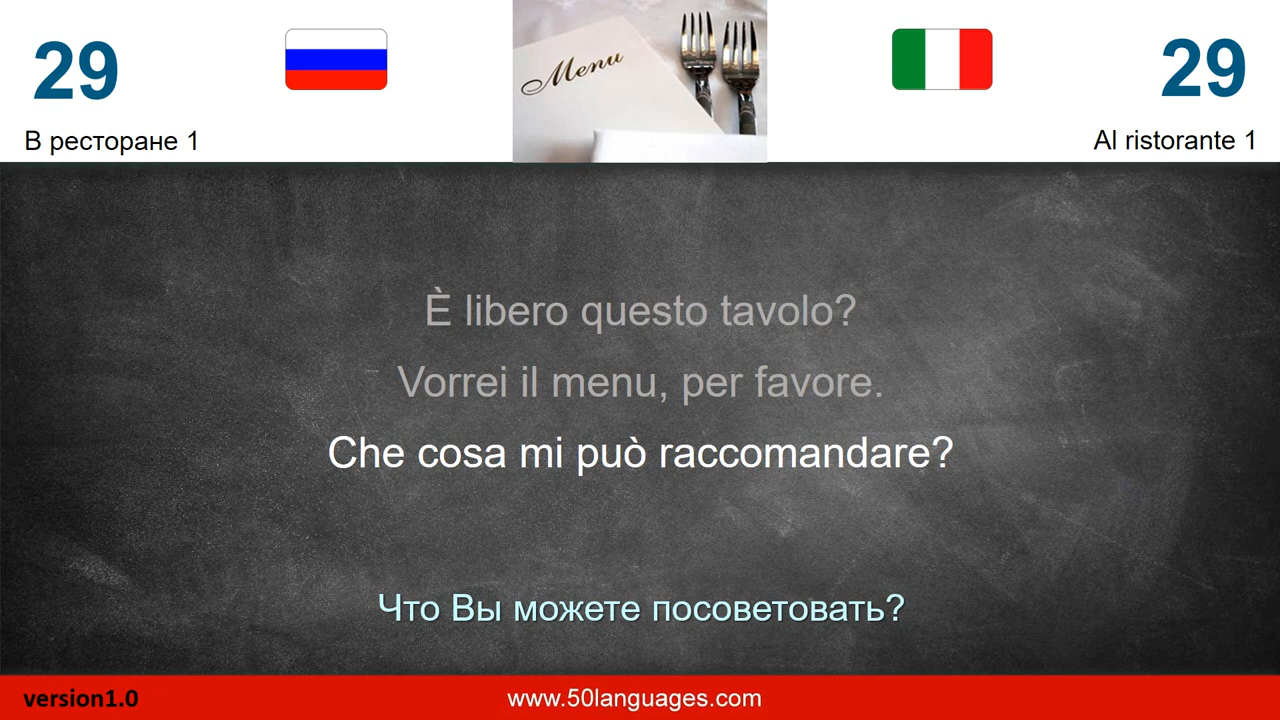 29
29
В ресторане 1
Menu
Al ristorante 1
È libero questo tavolo?
Vorrei il menu, per favore.
Che cosa mi può raccomandare?
Что Вы можете посоветовать?
version1.0
www.50languages.com